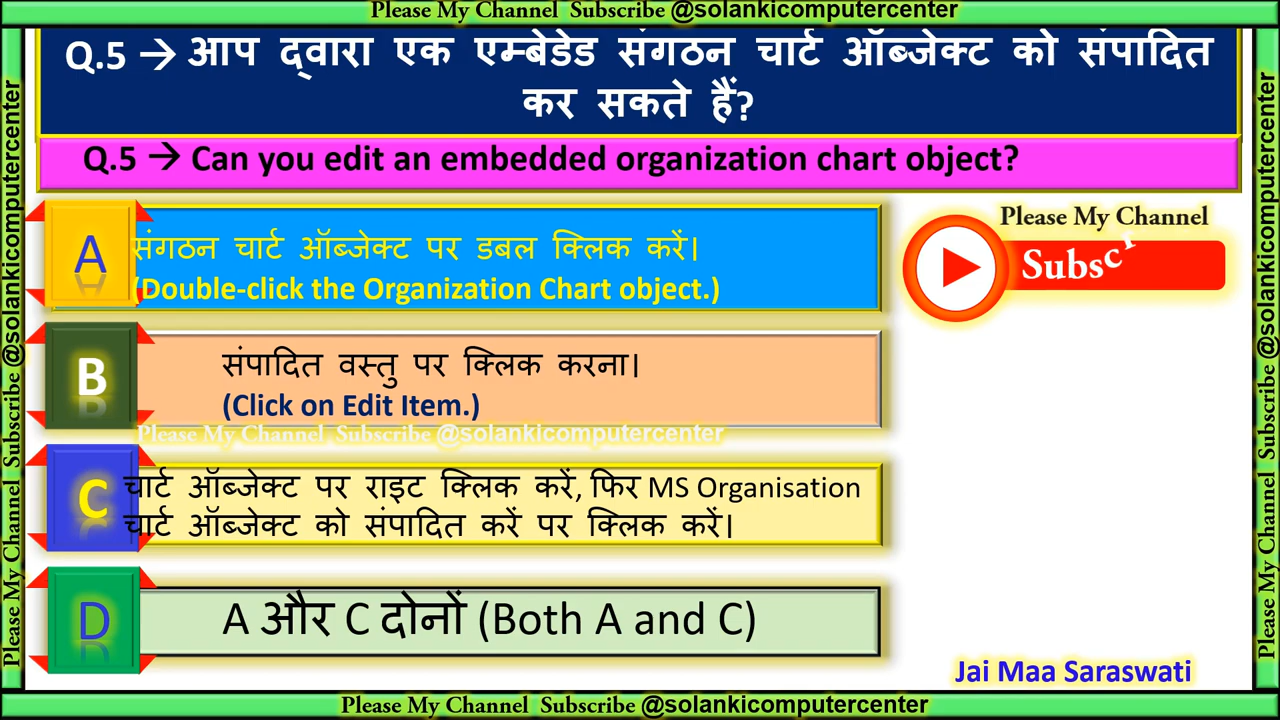 Please My Channel Subscribe @solankicomputercenter
Q.5 → आप द्वारा एक एम्बेडेड संगठन चार्ट ऑब्जेक्ट को संपादित
कर सकते हैं?
Q.5 → Can you edit an embedded organization chart object?
A
संगठन चार्ट ऑब्जेक्ट पर डबल क्लिक करें।
(Double-click the Organization Chart object.)
Please My Channel
Subscr
B
संपादित वस्तु पर क्लिक करना।
(Click on Edit Item.)
Please My Channel Subscribe @solankicomputercenter
C
चार्ट ऑब्जेक्ट पर राइट क्लिक करें, फिर MS Organisation
चार्ट ऑब्जेक्ट को संपादित करें पर क्लिक करें।
D
A और C दोनों (Both A and C)
Jai Maa Saraswati
Please My Channel Subscribe @solankicomputercenter
Please My Channel Subscribe @solankicomputercenter
Please My Channel Subscribe @solankicomputercenter